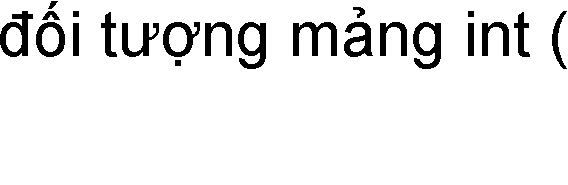 đối tượng mảng int (